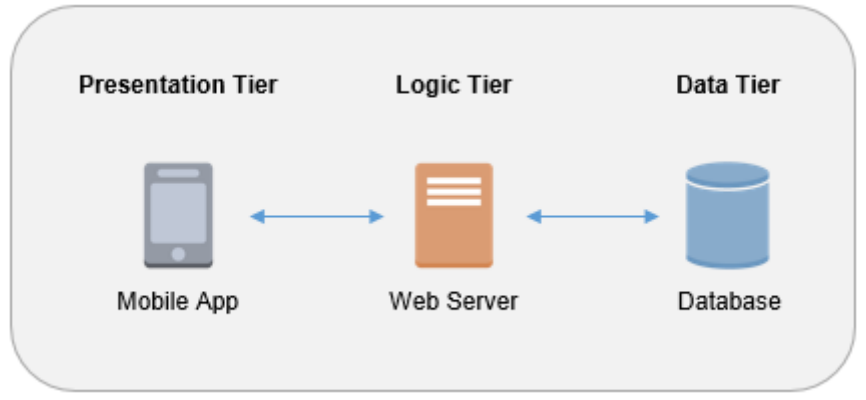 Presentation Tier
Logic Tier
Data Tier
Mobile App
Web Server
Database